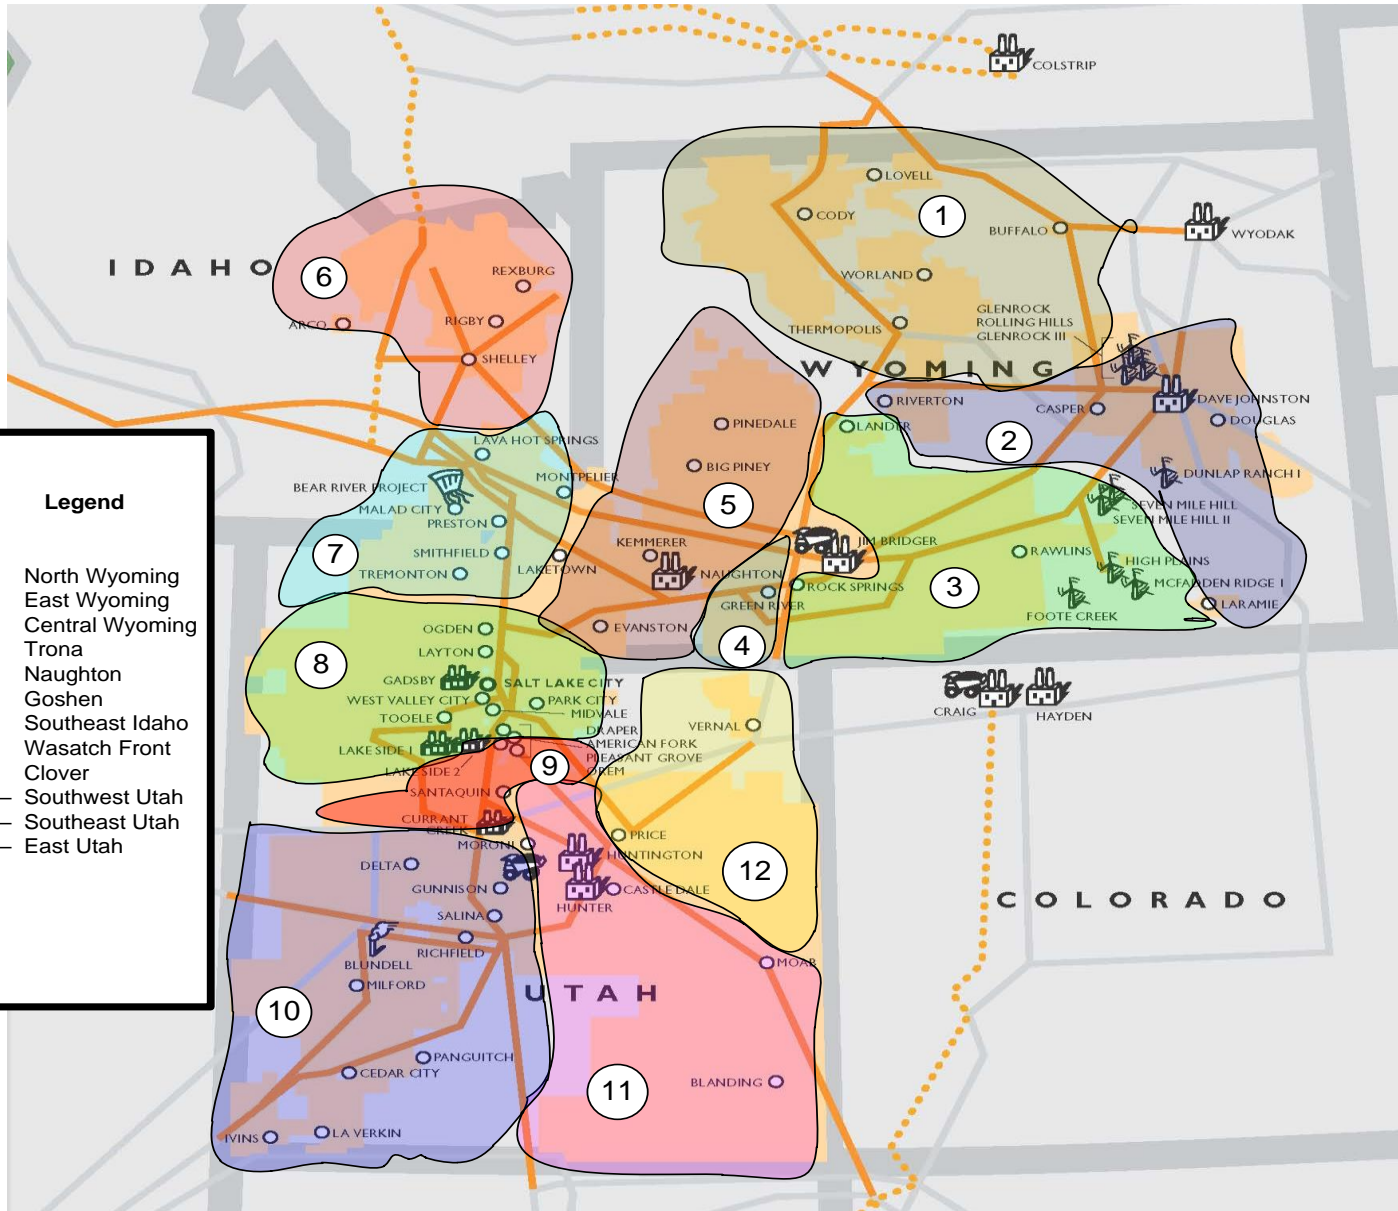 COLSTRIP
LOVELL
CODY
1
BUFFALO
WYODAK
IDAHO
6
REXBURG
WORLAND
ARCO
RIGBY
THERMOPOLIS
GLENROCK
ROLLING HILLS
GLENROCK III
SHELLEY
WYOMING
RIVERTON
CASPER
DAVE JOHNSTON
DOUGLAS
PINEDALE
LANDER
2
LAVA HOT SPRINGS
BIG PINEY
DUNLAP RANCH I
MONTPELIER
BEAR RIVER PROJECT
MALAD CITY
5
SEVEN MILE HILL
SEVEN MILE HILL II
PRESTON
7
SMITHFIELD
LAKETOWN
KEMMERER
JIM BRIDGER
RAWLINS
HIGH PLAINS
TREMONTON
NAUGHTON
ROCK SPRINGS
3
MCFADDEN RIDGE I
GREEN RIVER
FOOTE CREEK
LARAMIE
OGDEN
EVANSTON
4
8
LAYTON
GADSBY
SALT LAKE CITY
WEST VALLEY CITY
PARK CITY
MIDVALE
TOOELE
VERNAL
CRAIG
HAYDEN
DRAPER
AMERICAN FORK
PLEASANT GROVE
OREM
LAKE SIDE 1
LAKE SIDE 2
9
SANTAQUIN
CURRANT
CREEK
MORONI
PRICE
HUNTINGTON
12
DELTA
GUNNISON
CASTLE DALE
HUNTER
COLORADO
SALINA
RICHFIELD
BLUNDELL
MILFORD
MOAB
UTAH
10
PANGUITCH
CEDAR CITY
11
BLANDING
IVINS
LA VERKIN
Legend
North Wyoming
East Wyoming
Central Wyoming
Trona
Naughton
Goshen
Southeast Idaho
Wasatch Front
Clover
– Southwest Utah
– Southeast Utah
– East Utah